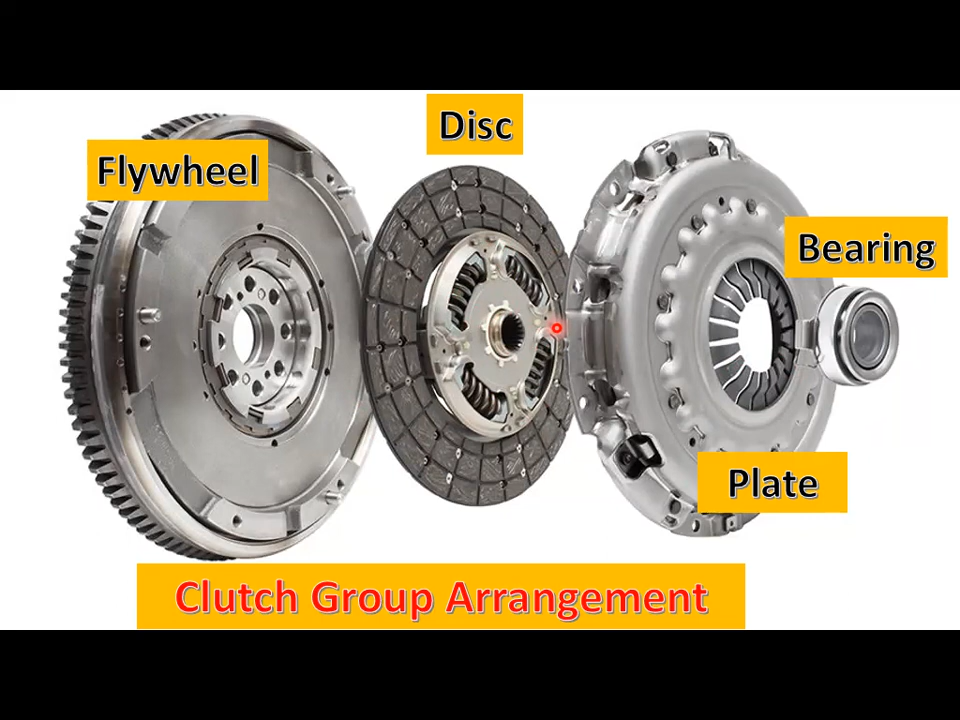 Disc
Flywheel
Bearing
Plate
Clutch Group Arrangement